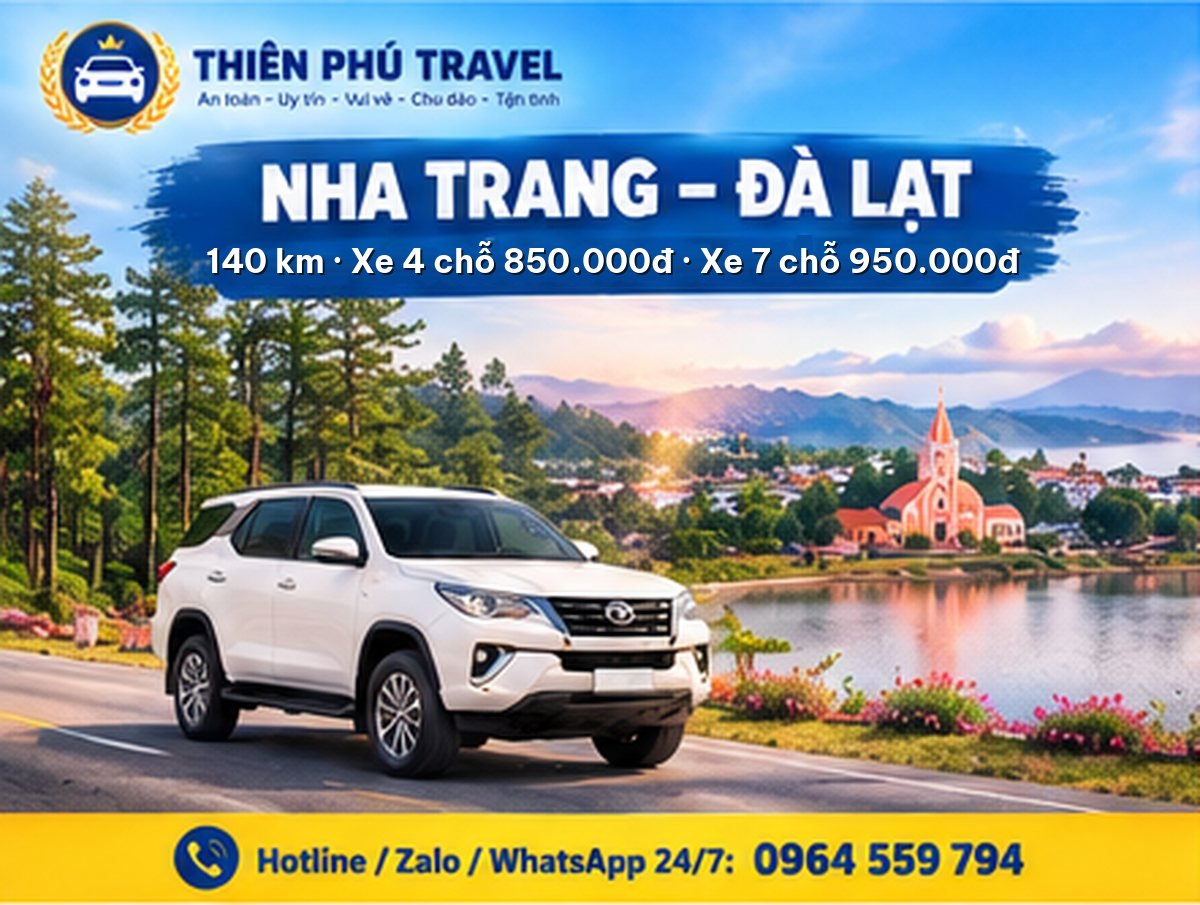 THIÊN PHÚ TRAVEL
An toàn - Uy tín - Vui vẻ - Chu đáo - Tận tình
NHA TRANG – ĐÀ LẠT
140 km · Xe 4 chỗ 850.000đ · Xe 7 chỗ 950.000đ
Hotline / Zalo / WhatsApp 24/7: 0964 559 794